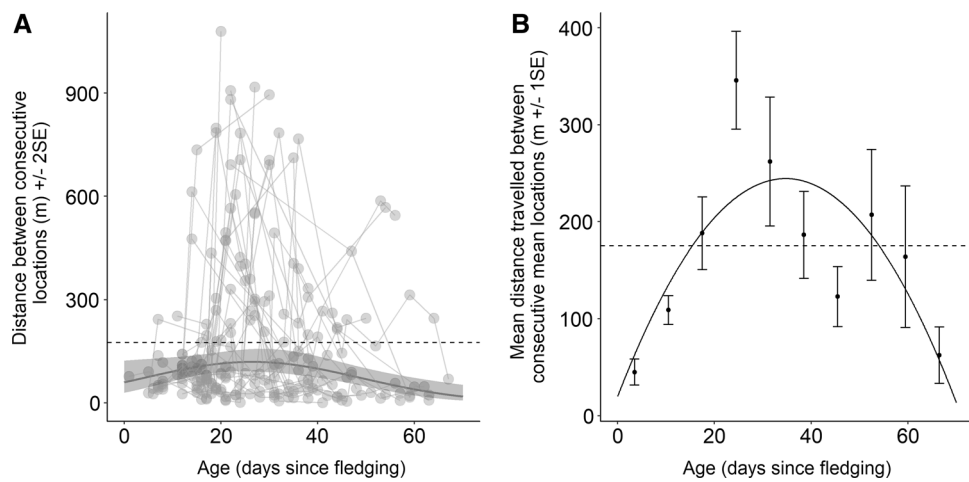 A
Distance between consecutive
locations (m) +/- 2SE)
900
600
300
0
0 20 40 60
Age (days since fledging)
B
Mean distance travelled between
consecutive mean locations (m +/- 1SE)
400
300
200
100
0
0 20 40 60
Age (days since fledging)